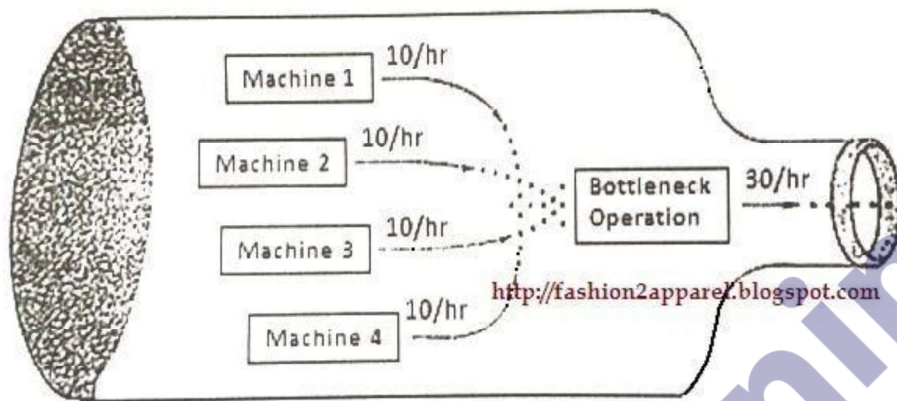 10/hr
Machine 1
10/hr
Machine 2
Bottleneck
Operation
30/hr
10/hr
Machine 3
http://fashion2apparel.blogspot.com
10/hr
Machine 4